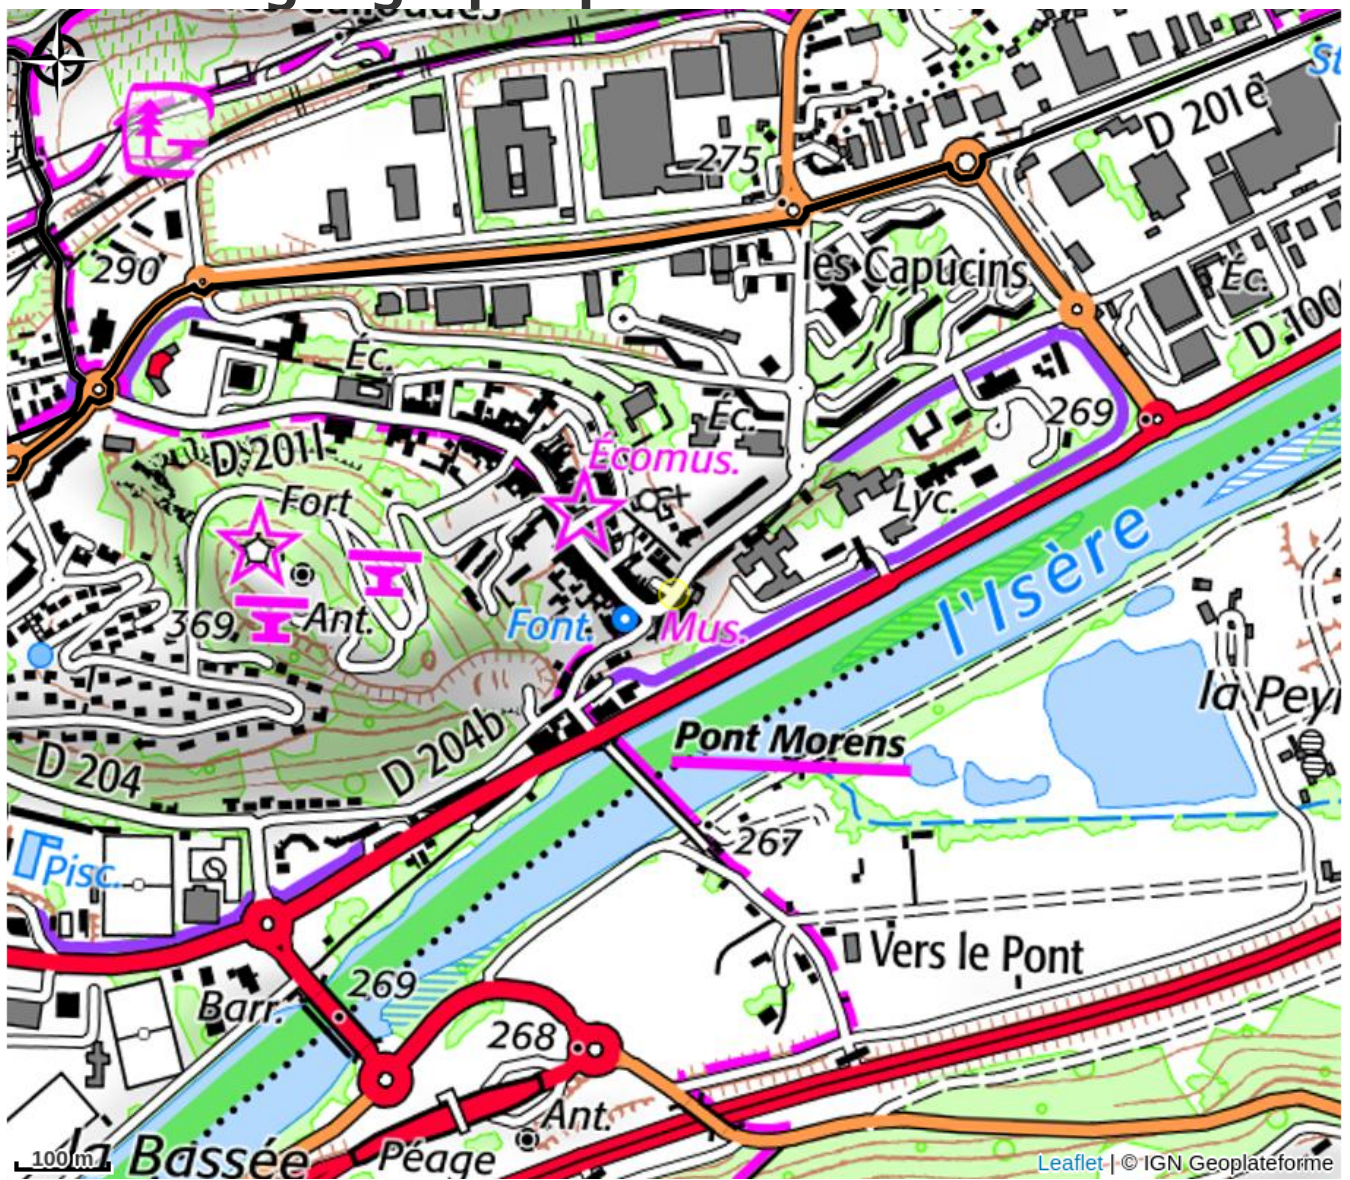 St
D 201e
275
les Capucins
290
Éc.
D 100
Éc.
Éc.
269
D 201l
Écomus.
Fort
Lyc.
l'Isère
369
Ant.
Font.
Mus.
la Pey
D 204b
Pont Morens
D 204
267
Pisc.
Vers le Pont
269
Barr.
268
Ant.
100 m
la Bassée
Péage
Leaflet | © IGN Geoplateforme